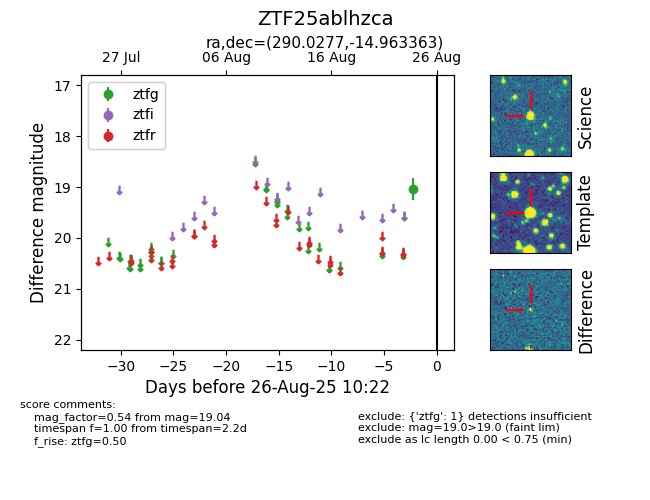 ZTF25ablhzca
ra,dec=(290.0277,-14.963363)
27 Jul 06 Aug 16 Aug 26 Aug
17
18
19
20
21
22
Difference magnitude
ztfg
ztfi
ztfr
−30 −25 −20 −15 −10 −5 0
Days before 26-Aug-25 10:22
Science
Template
Difference
score comments:
mag_factor=0.54 from mag=19.04
timespan f=1.00 from timespan=2.2d
f_rise: ztfg=0.50
exclude: {'ztfg': 1} detections insufficient
exclude: mag=19.0>19.0 (faint lim)
exclude as lc length 0.00 < 0.75 (min)